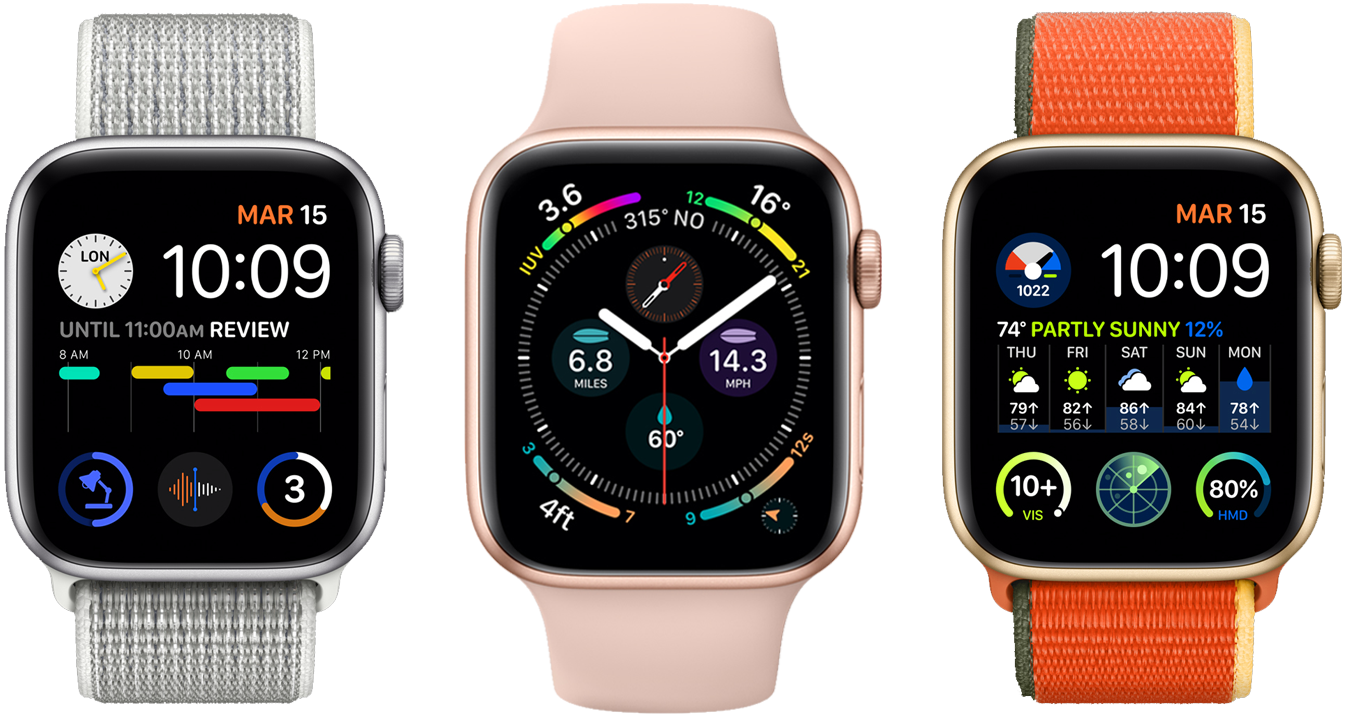 MAR 15
LON
10:09
UNTIL 11:00AM REVIEW
8 AM 10 AM 12 PM
3
3.6
IUV
315° NO
12 16° 21
6.8
MILES
14.3
MPH
60°
3 4ft 7
9 12s
MAR 15
1022
10:09
74° PARTLY SUNNY 12%
THU FRI SAT SUN MON
79↑ 82↑ 86↑ 84↑ 78↑
57↓ 56↓ 58↓ 60↓ 54↓
10+
VIS
80%
HMD